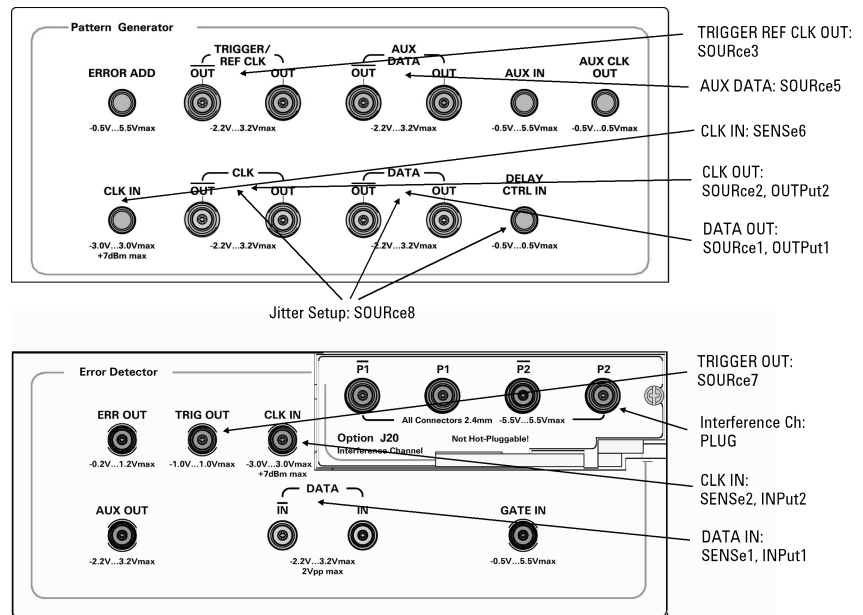 Pattern Generator
TRIGGER/
REF CLK
AUX
DATA
ERROR ADD
OUT
OUT
OUT
OUT
AUX IN
AUX CLK
OUT
-0.5V...5.5Vmax
-2.2V...3.2Vmax
-2.2V...3.2Vmax
-0.5V...5.5Vmax
-0.5V...0.5Vmax
CLK IN
CLK
OUT
OUT
DATA
OUT
OUT
DELAY
CTRL IN
-3.0V...3.0Vmax
+7dBm max
-2.2V...3.2Vmax
-2.2V...3.2Vmax
-0.5V...0.5Vmax
TRIGGER REF CLK OUT:
SOURce3
AUX DATA: SOURce5
CLK IN: SENSe6
CLK OUT:
SOURce2, OUTPut2
DATA OUT:
SOURce1, OUTPut1
Jitter Setup: SOURce8
Error Detector
P1
P1
P2
P2
All Connectors 2.4mm -5.5V...5.5Vmax
Option J20
Not Hot-Pluggable!
Interference Channel
ERR OUT
TRIG OUT
CLK IN
-0.2V...1.2Vmax
-1.0V...1.0Vmax
-3.0V...3.0Vmax
+7dBm max
AUX OUT
DATA
IN
IN
GATE IN
-2.2V...3.2Vmax
-2.2V...3.2Vmax
2Vpp max
-0.5V...5.5Vmax
TRIGGER OUT:
SOURce7
Interference Ch:
PLUG
CLK IN:
SENSe2, INPut2
DATA IN:
SENSe1, INPut1